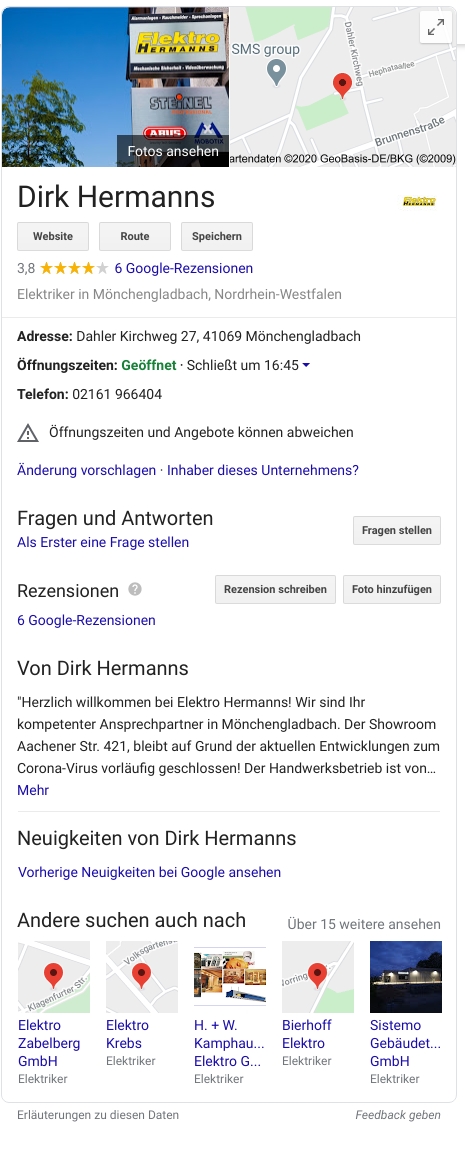 Alarmanlagen · Rauchmelder · Sprechanlagen
Elektro
HERMANNS
Mechanische Sicherheit · Videoüberwachung
STEINEL
ABUS
MOBOTIX
Fotos ansehen
SMS group
Dahler Kirchweg
Hephataallee
Brunnenstraße
artendaten ©2020 GeoBasis-DE/BKG (©2009)
Dirk Hermanns
Elektro
HERMANNS
Website
Route
Speichern
3,8 6 Google-Rezensionen
Elektriker in Mönchengladbach, Nordrhein-Westfalen
Adresse: Dahler Kirchweg 27, 41069 Mönchengladbach
Öffnungszeiten: Geöffnet · Schließt um 16:45
Telefon: 02161 966404
Öffnungszeiten und Angebote können abweichen
Änderung vorschlagen · Inhaber dieses Unternehmens?
Fragen und Antworten
Fragen stellen
Als Erster eine Frage stellen
Rezensionen ?
Rezension schreiben
Foto hinzufügen
6 Google-Rezensionen
Von Dirk Hermanns
"Herzlich willkommen bei Elektro Hermanns! Wir sind Ihr
kompetenter Ansprechpartner in Mönchengladbach. Der Showroom
Aachener Str. 421, bleibt auf Grund der aktuellen Entwicklungen zum
Corona-Virus vorläufig geschlossen! Der Handwerksbetrieb ist von…
Mehr
Neuigkeiten von Dirk Hermanns
Vorherige Neuigkeiten bei Google ansehen
Andere suchen auch nach
Über 15 weitere ansehen
Klagenfurter Str.
Volksgartenst
Elektro
Zabelberg
GmbH
Elektriker
Elektro
Krebs
Elektriker
H. + W.
Kamphau...
Elektro G...
Elektriker
Bierhoff
Elektro
Elektriker
Sistemo
Gebäudet...
GmbH
Elektriker
Erläuterungen zu diesen Daten
Feedback geben